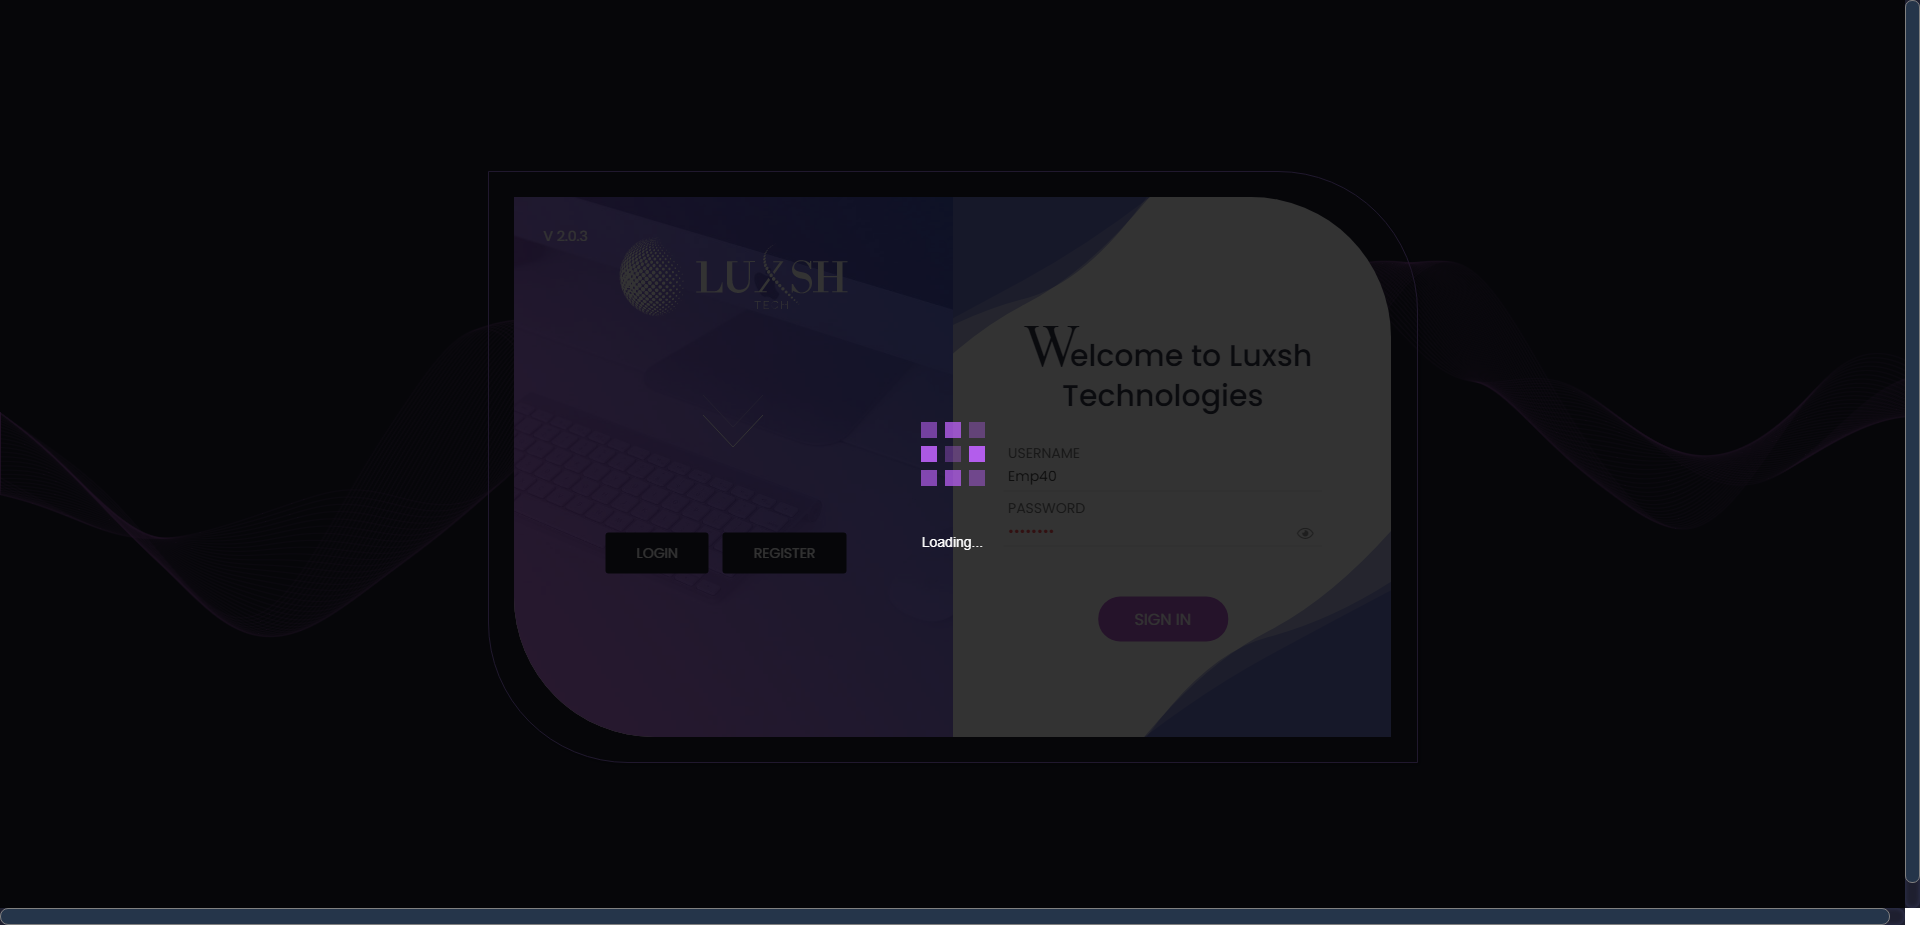 V 2.0.3
LUXSH
TECH
LOGIN
REGISTER
Loading...
Welcome to Luxsh
Technologies
USERNAME
Emp40
PASSWORD
••••••••
SIGN IN